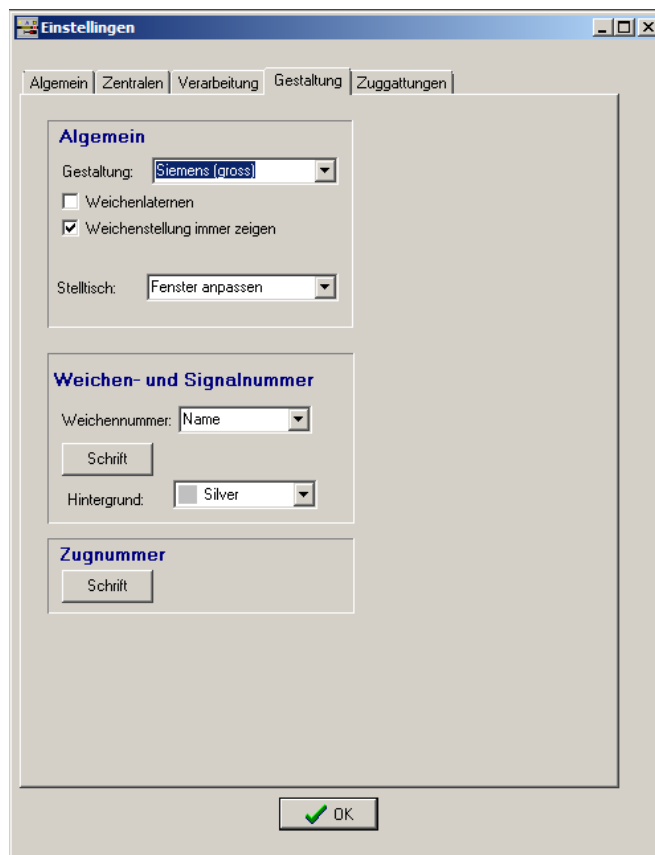 Einstellingen
Algemein Zentralen Verarbeitung Gestaltung Zuggattungen
Algemein
Gestaltung: Siemens (gross)
Weichenlaternen
Weichenstellung immer zeigen
Stelltisch: Fenster anpassen
Weichen- und Signalnummer
Weichennummer: Name
Schrift
Hintergrund: Silver
Zugnummer
Schrift
OK